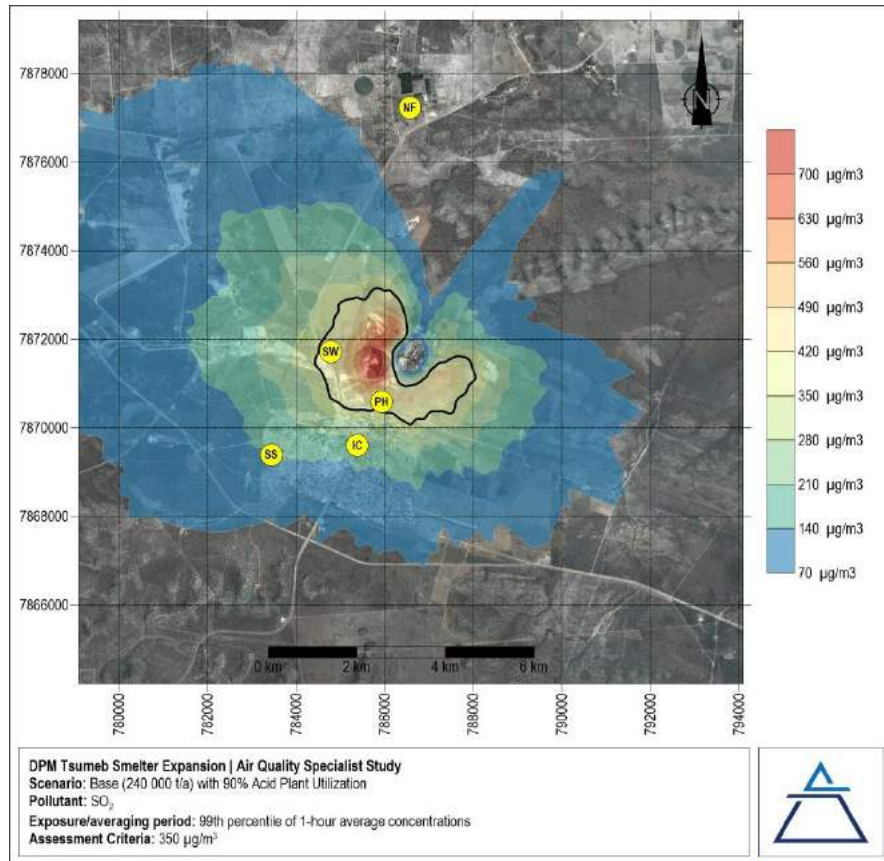 7878000
7876000
7874000
7872000
7870000
7868000
7866000
NF
N
SW
PH
IC
SS
0 km 2 km 4 km 6 km
780000 782000 784000 786000 788000 790000 792000 794000
700 µg/m3
630 µg/m3
560 µg/m3
490 µg/m3
420 µg/m3
350 µg/m3
280 µg/m3
210 µg/m3
140 µg/m3
70 µg/m3
DPM Tsumeb Smelter Expansion | Air Quality Specialist Study
Scenario: Base (240 000 t/a) with 90% Acid Plant Utilization
Pollutant: SO₂
Exposure/averaging period: 99th percentile of 1-hour average concentrations
Assessment Criteria: 350 µg/m³